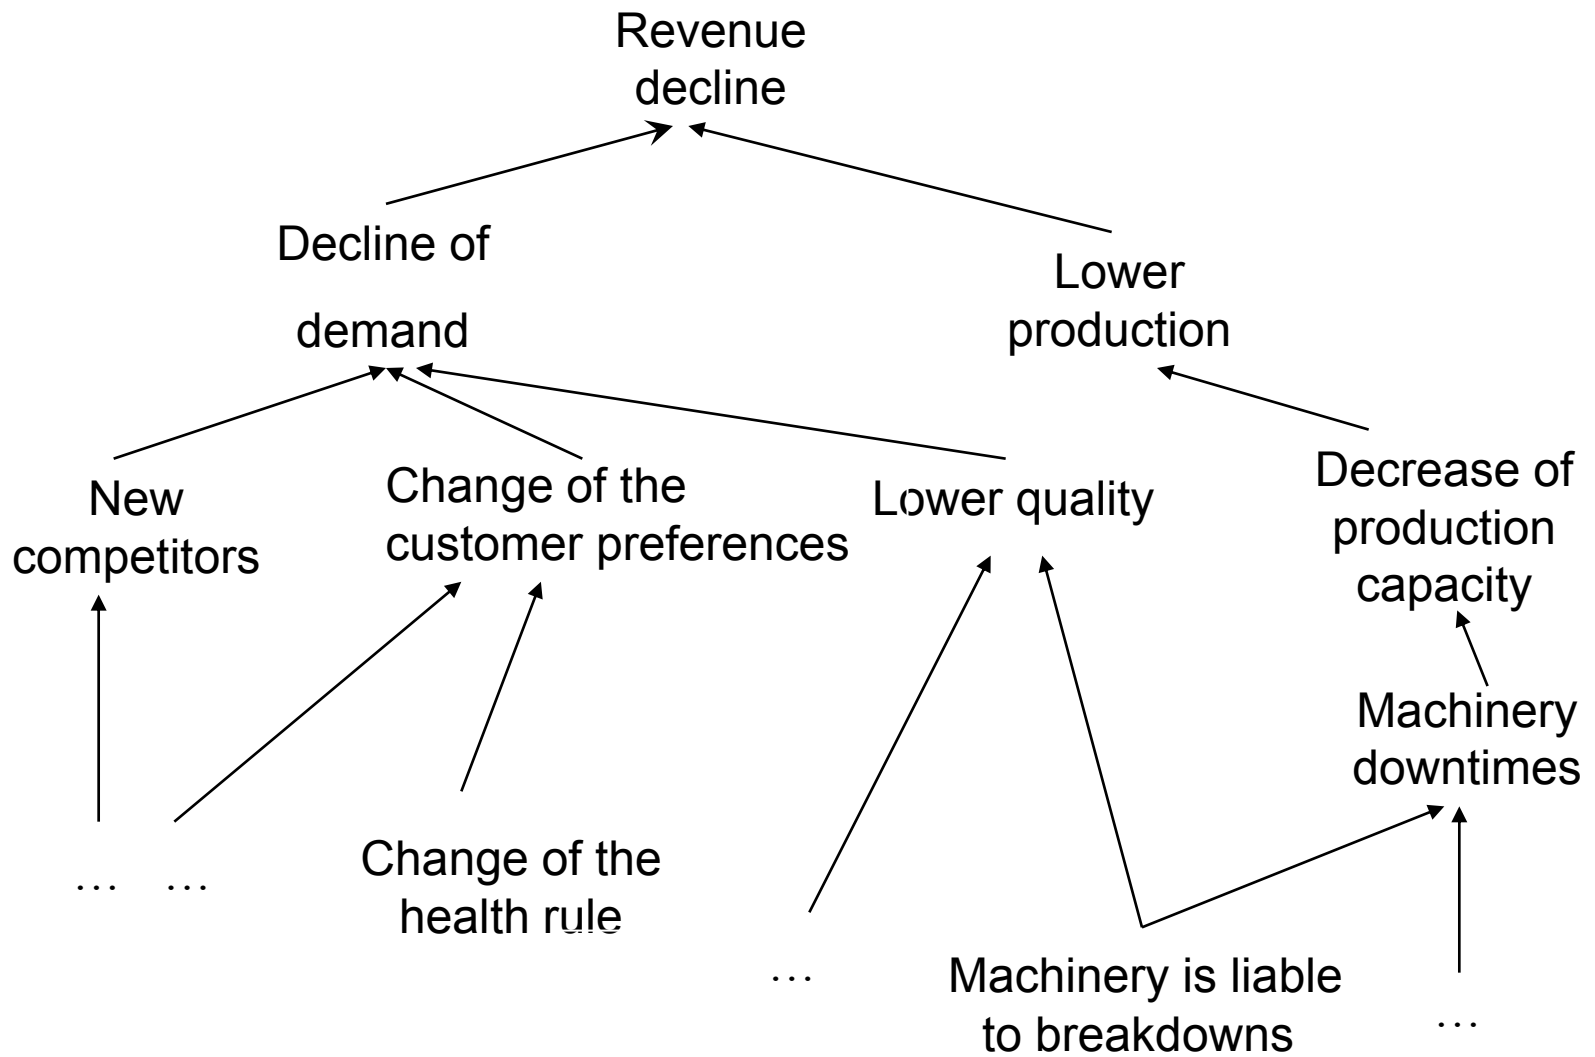 Revenue
decline
Decline of
demand
Lower
production
New
competitors
Change of the
customer preferences
Lower quality
Decrease of
production
capacity
Machinery
downtimes
...
...
Change of the
health rule
...
Machinery is liable
to breakdowns
...